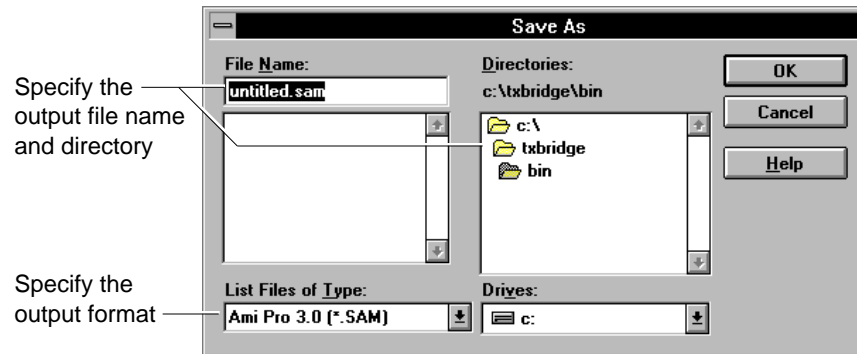 Save As
File Name:
untitled.sam
Directories:
c:\txbridge\bin
c:\
txbridge
bin
OK
Cancel
Help
List Files of Type:
Ami Pro 3.0 (*.SAM)
Drives:
c:
Specify the
output file name
and directory
Specify the
output format